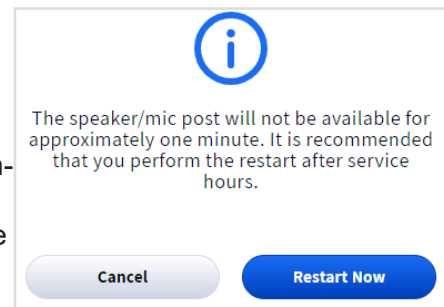 i
The speaker/mic post will not be available for
approximately one minute. It is recommended
that you perform the restart after service
hours.
Cancel
Restart Now